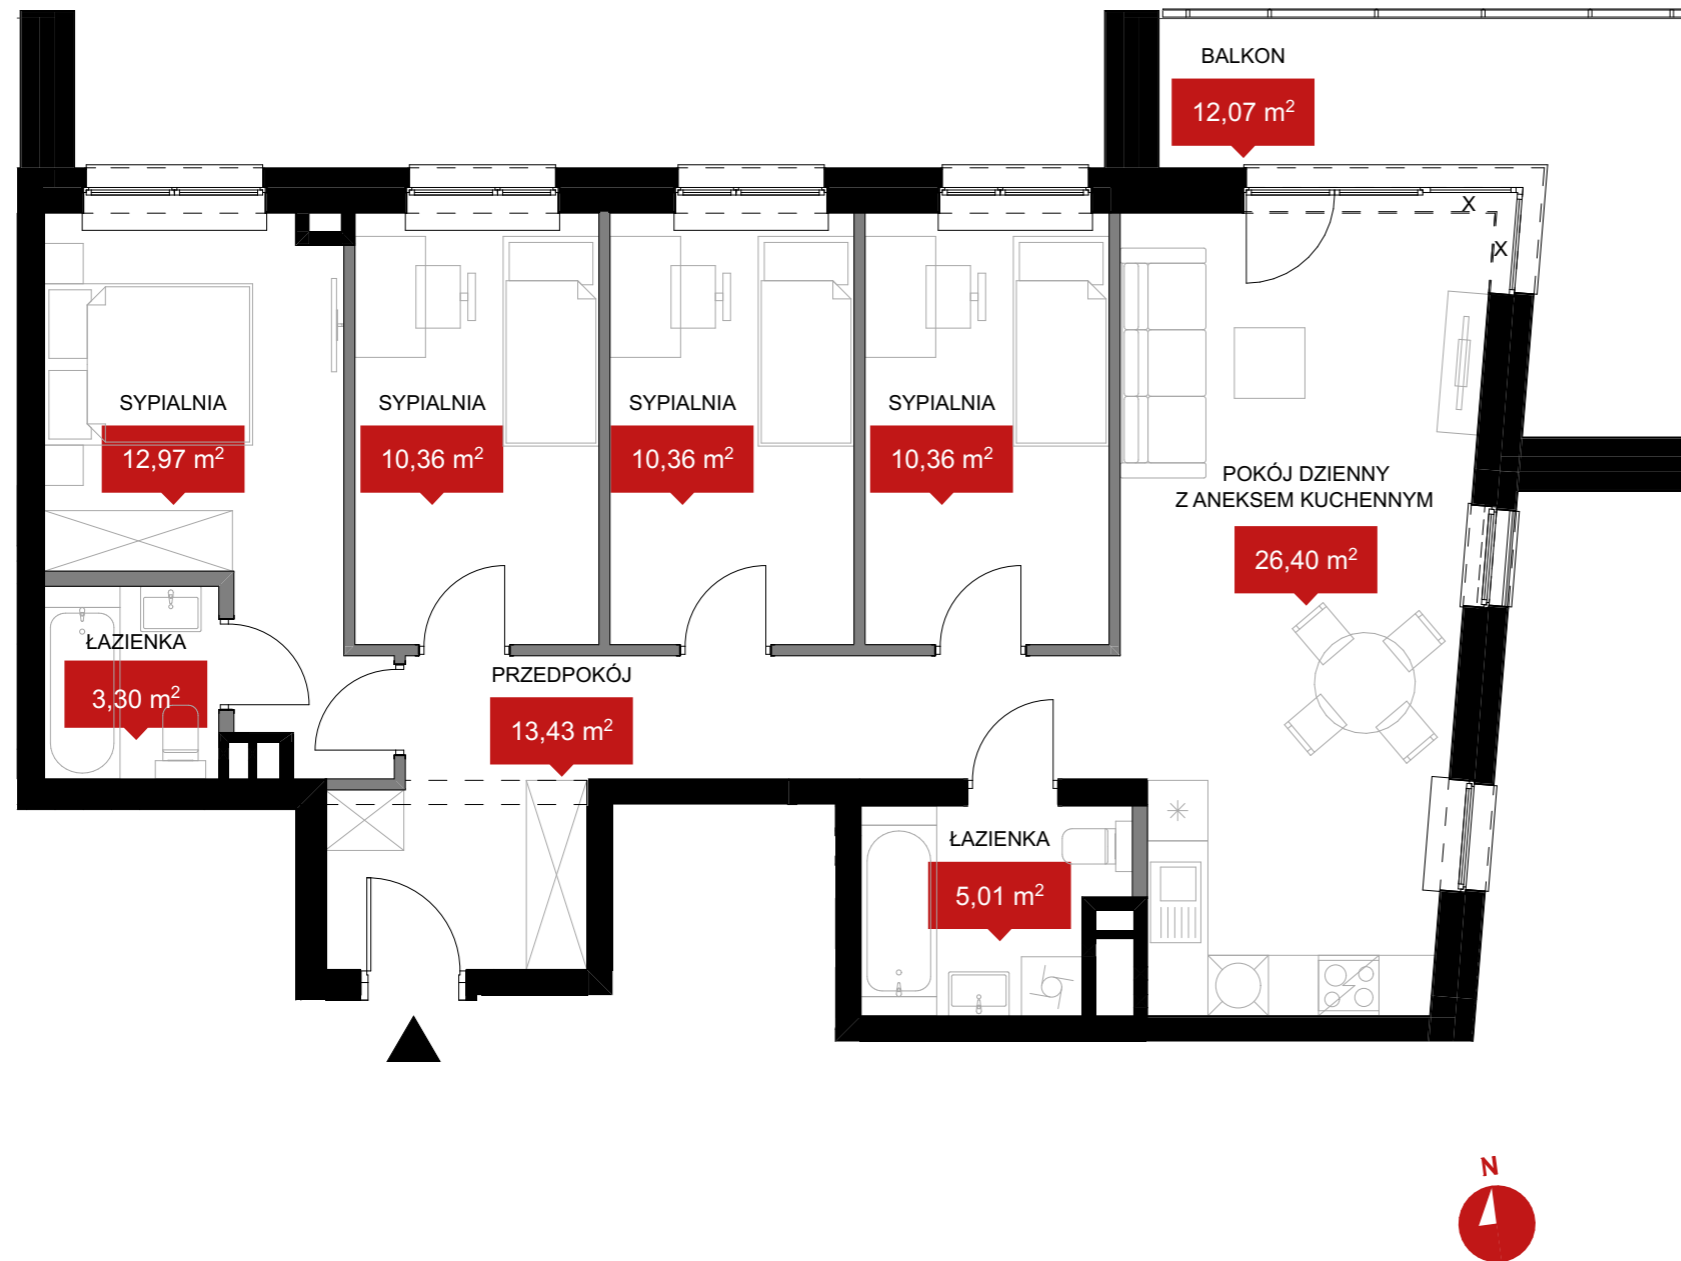 BALKON
12,07 m²
SYPIALNIA
12,97 m²
SYPIALNIA
10,36 m²
SYPIALNIA
10,36 m²
SYPIALNIA
10,36 m²
POKÓJ DZIENNY
Z ANEKSEM KUCHENNYM
26,40 m²
ŁAZIENKA
3,30 m²
PRZEDPOKÓJ
13,43 m²
ŁAZIENKA
5,01 m²
X
X
N